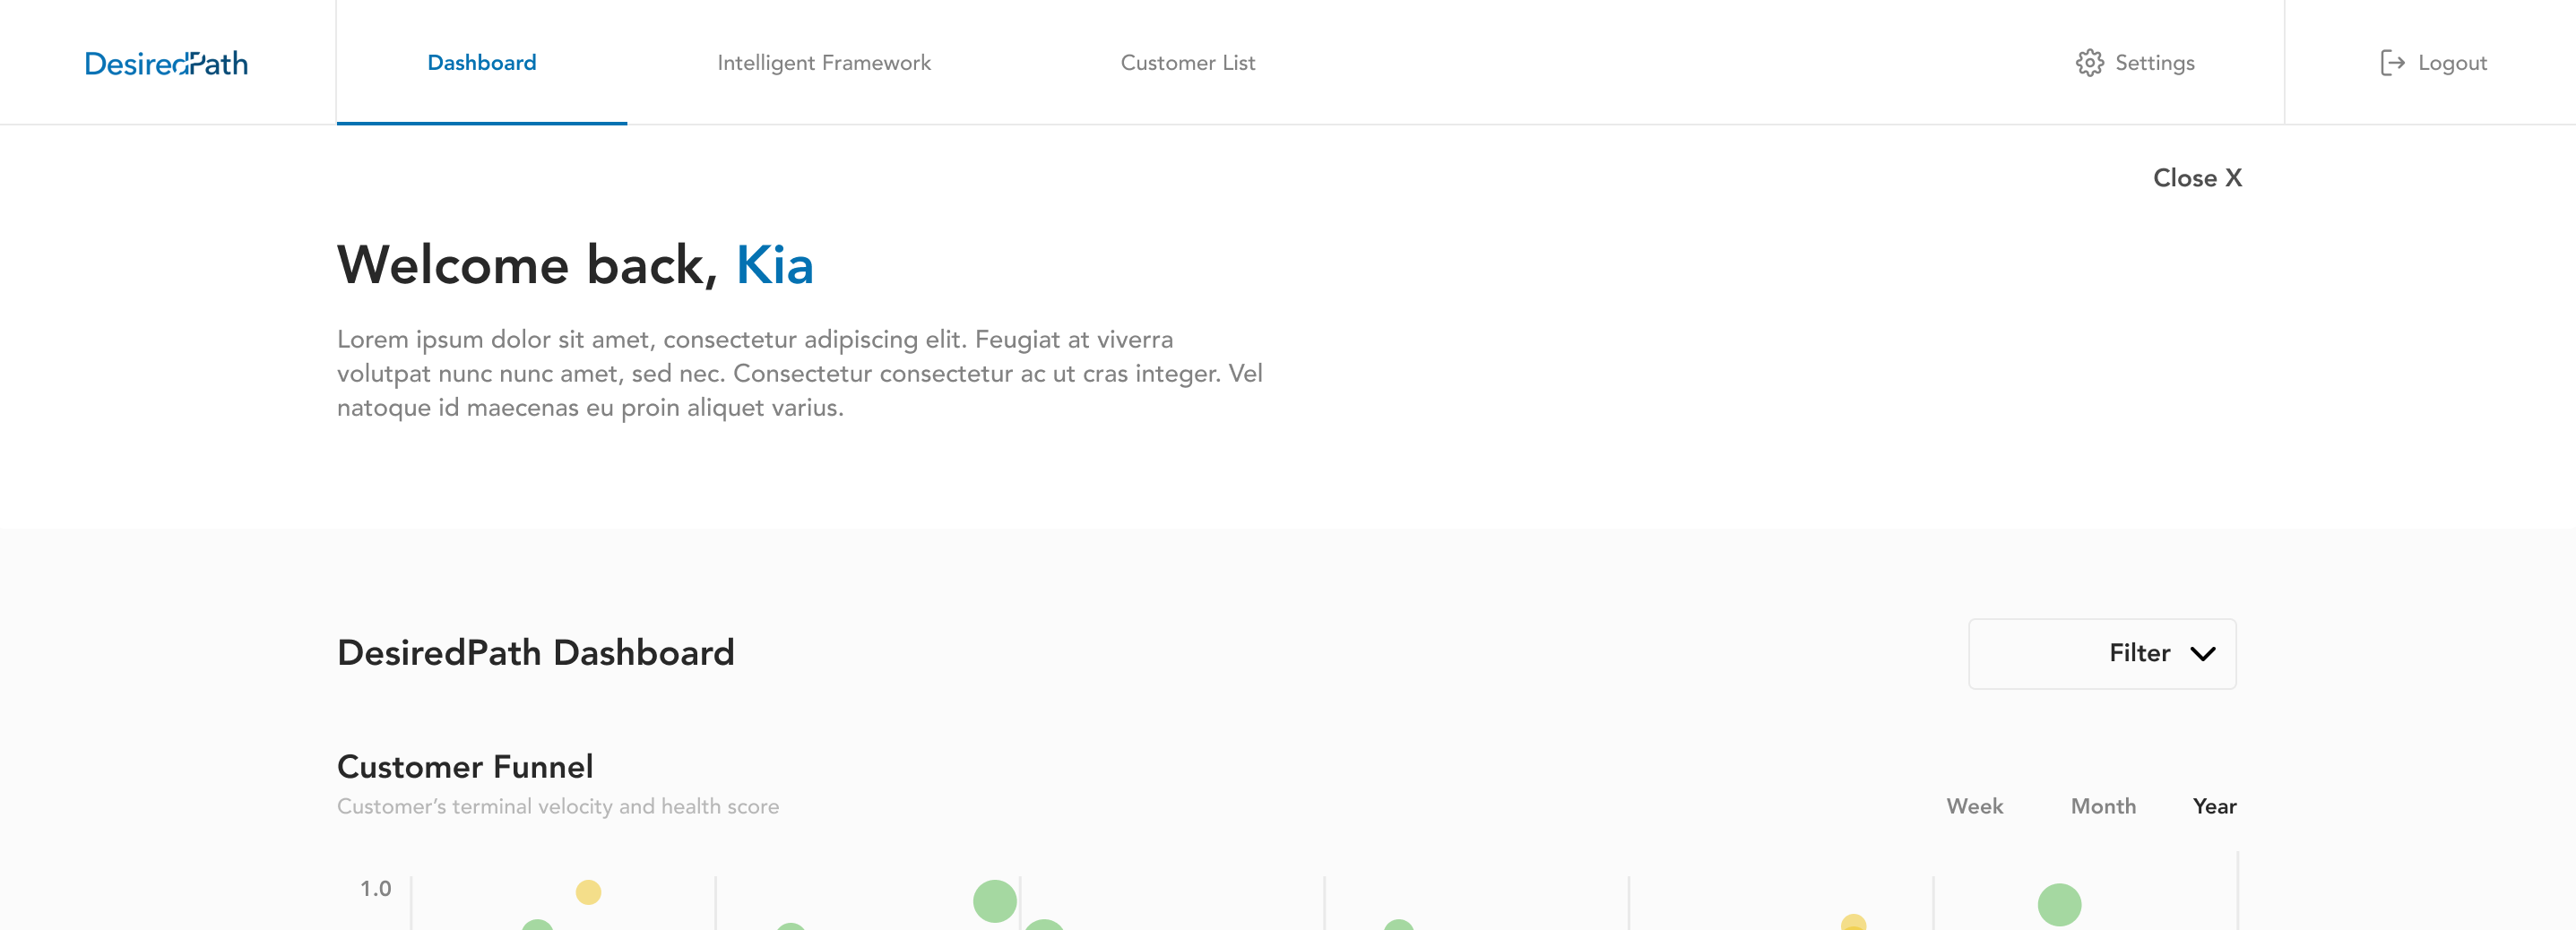 DesiredPath
Dashboard
Intelligent Framework
Customer List
Settings
Logout
Close X
Welcome back, Kia
Lorem ipsum dolor sit amet, consectetur adipiscing elit. Feugiat at viverra
volutpat nunc nunc amet, sed nec. Consectetur consectetur ac ut cras integer. Vel
natoque id maecenas eu proin aliquet varius.
DesiredPath Dashboard
Filter
Customer Funnel
Customer’s terminal velocity and health score
Week
Month
Year
1.0